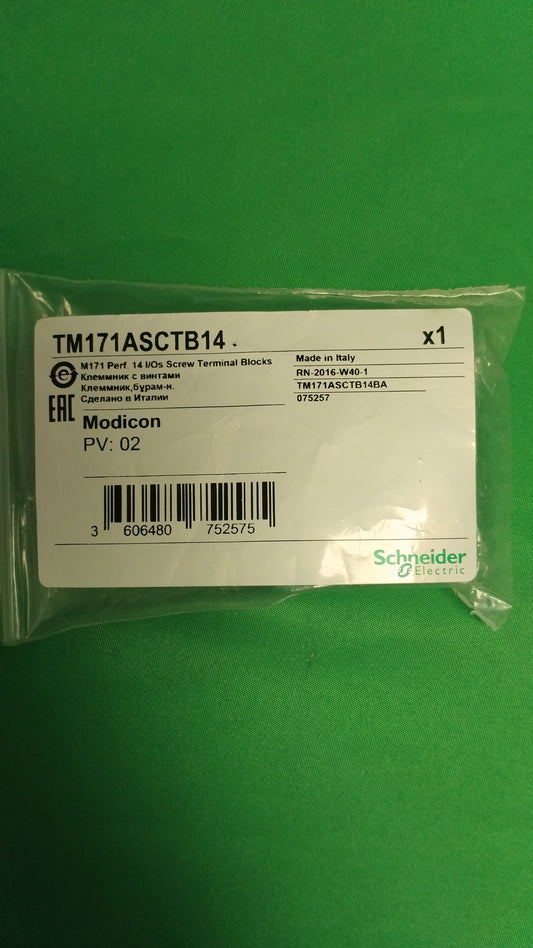 TM171ASCTB14
x1
M171 Perf. 14 I/Os Screw Terminal Blocks
Клеммник с винтами
Клеммник,бұрам-н.
Сделано в Италии
EAC
Made in Italy
RN-2016-W40-1
TM171ASCTB14BA
075257
Modicon
PV: 02
3 606480 752575
Schneider
Electric